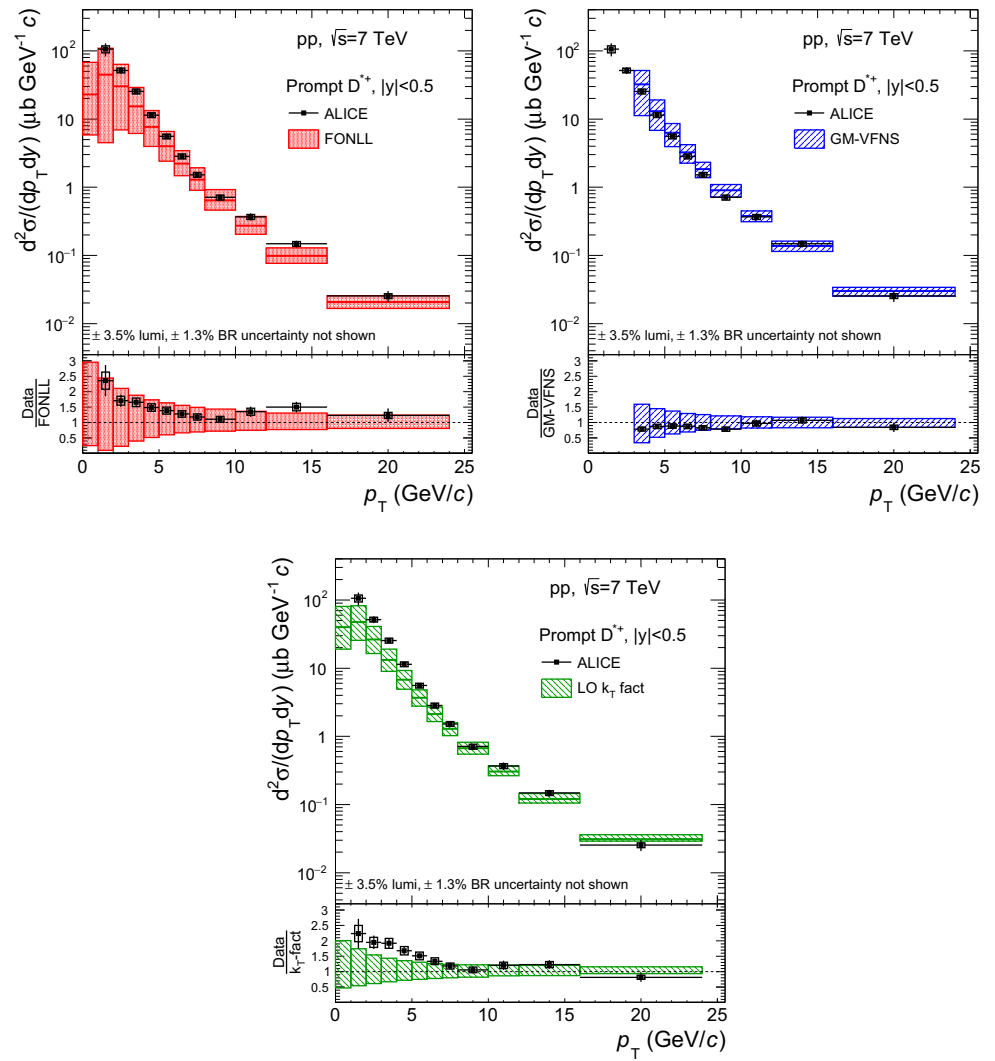 pp, √s=7 TeV
Prompt D*+, |y|<0.5
ALICE
FONLL
d²σ/(dp_T dy) (μb GeV⁻¹ c)
10²
10
1
10⁻¹
10⁻²
± 3.5% lumi, ± 1.3% BR uncertainty not shown
Data
FONLL
3
2.5
2
1.5
1
0.5
0 5 10 15 20 25
p_T (GeV/c)
pp, √s=7 TeV
Prompt D*+, |y|<0.5
ALICE
GM-VFNS
d²σ/(dp_T dy) (μb GeV⁻¹ c)
10²
10
1
10⁻¹
10⁻²
± 3.5% lumi, ± 1.3% BR uncertainty not shown
Data
GM-VFNS
3
2.5
2
1.5
1
0.5
0 5 10 15 20 25
p_T (GeV/c)
pp, √s=7 TeV
Prompt D*+, |y|<0.5
ALICE
LO k_T fact
d²σ/(dp_T dy) (μb GeV⁻¹ c)
10²
10
1
10⁻¹
10⁻²
± 3.5% lumi, ± 1.3% BR uncertainty not shown
Data
k_T-fact
3
2.5
2
1.5
1
0.5
0 5 10 15 20 25
p_T (GeV/c)